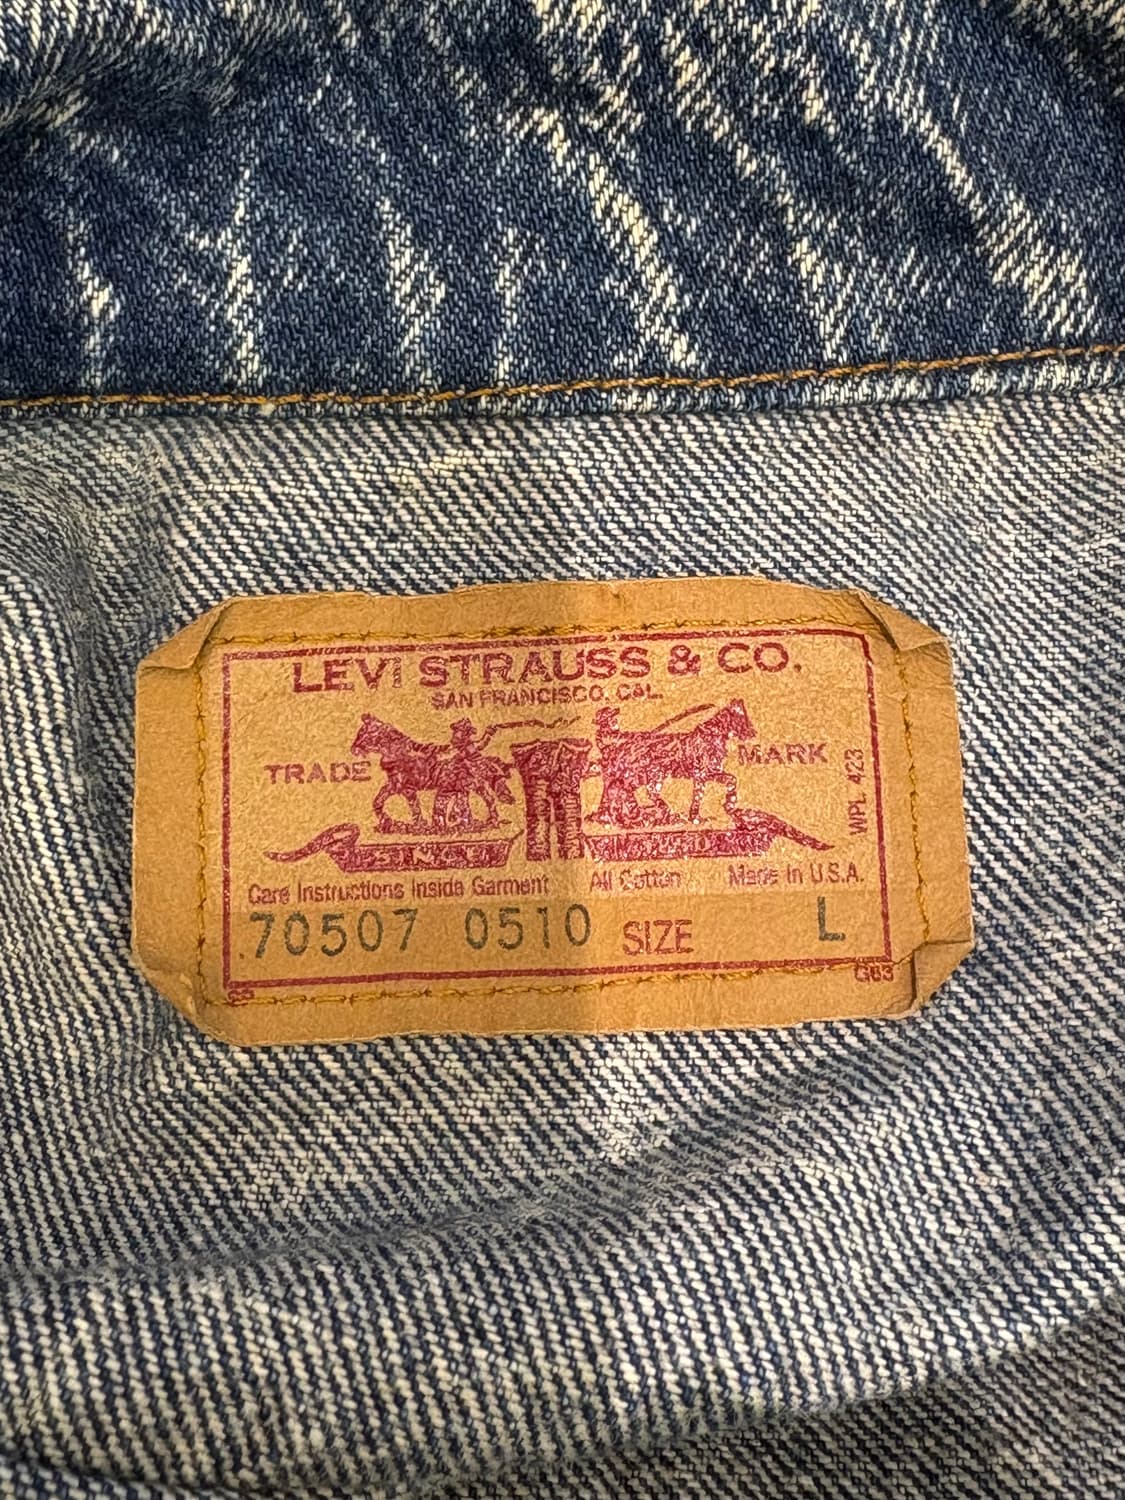 LEVI STRAUSS & CO.
SAN FRANCISCO, CAL.
TRADE MARK
WPL 423
SINCE
Care Instructions Inside Garment All Cotton Made in U.S.A.
70507 0510 SIZE L